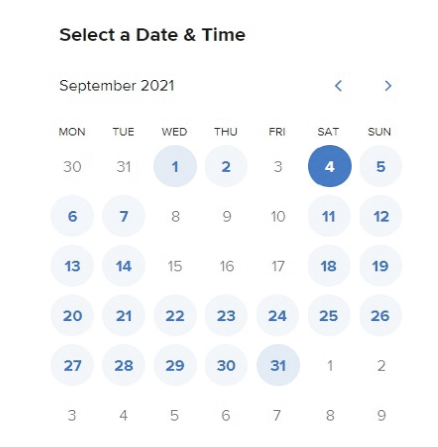 Select a Date & Time
September 2021
MON TUE WED THU FRI SAT SUN
30 31 1 2 3 4 5
6 7 8 9 10 11 12
13 14 15 16 17 18 19
20 21 22 23 24 25 26
27 28 29 30 31 1 2
3 4 5 6 7 8 9